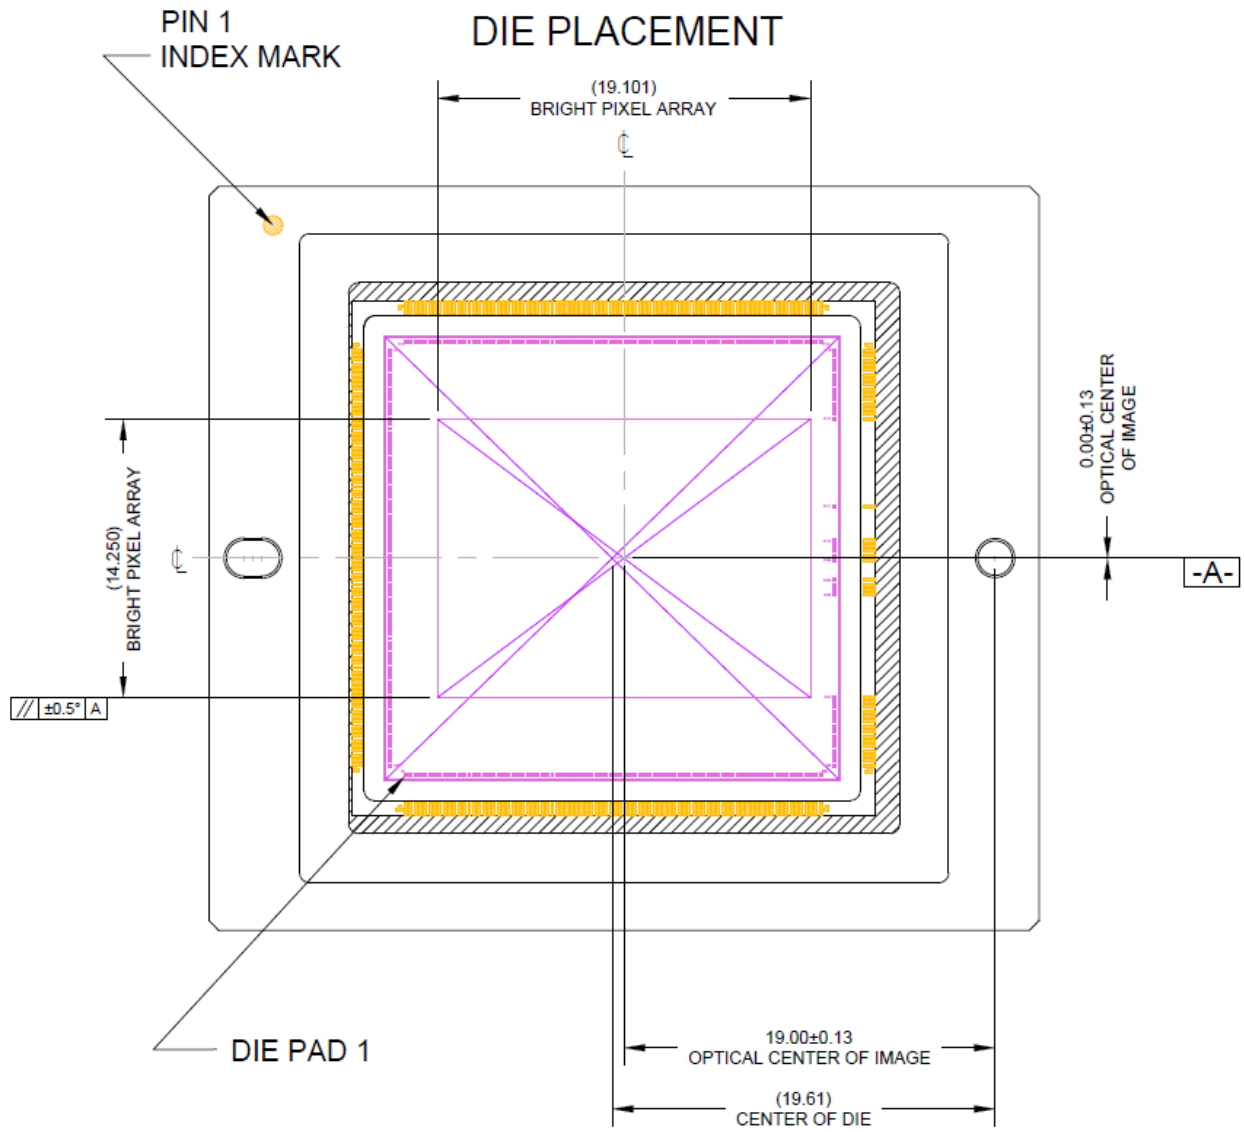 PIN 1
INDEX MARK
DIE PLACEMENT
(19.101)
BRIGHT PIXEL ARRAY
℄
0.00±0.13
OPTICAL CENTER
OF IMAGE
(14.250)
BRIGHT PIXEL ARRAY
℄
-A-
// ±0.5° A
DIE PAD 1
19.00±0.13
OPTICAL CENTER OF IMAGE
(19.61)
CENTER OF DIE